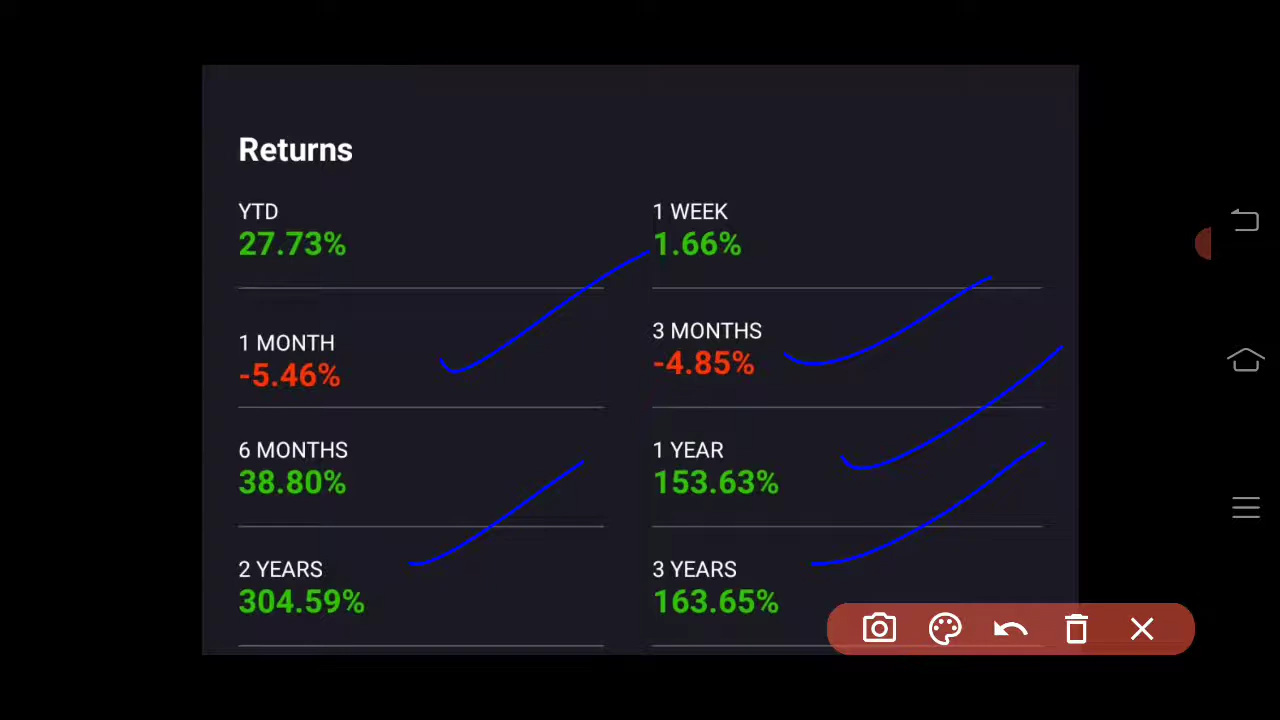 Returns
YTD
27.73%
1 WEEK
1.66%
1 MONTH
-5.46%
3 MONTHS
-4.85%
6 MONTHS
38.80%
1 YEAR
153.63%
2 YEARS
304.59%
3 YEARS
163.65%